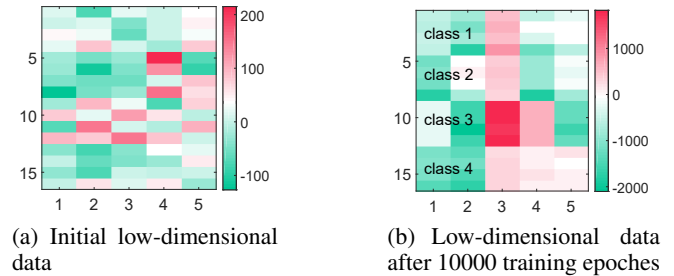 200
100
0
-100
5
10
15
1 2 3 4 5
(a) Initial low-dimensional
data
class 1
class 2
class 3
class 4
1000
0
-1000
-2000
5
10
15
1 2 3 4 5
(b) Low-dimensional data
after 10000 training epoches